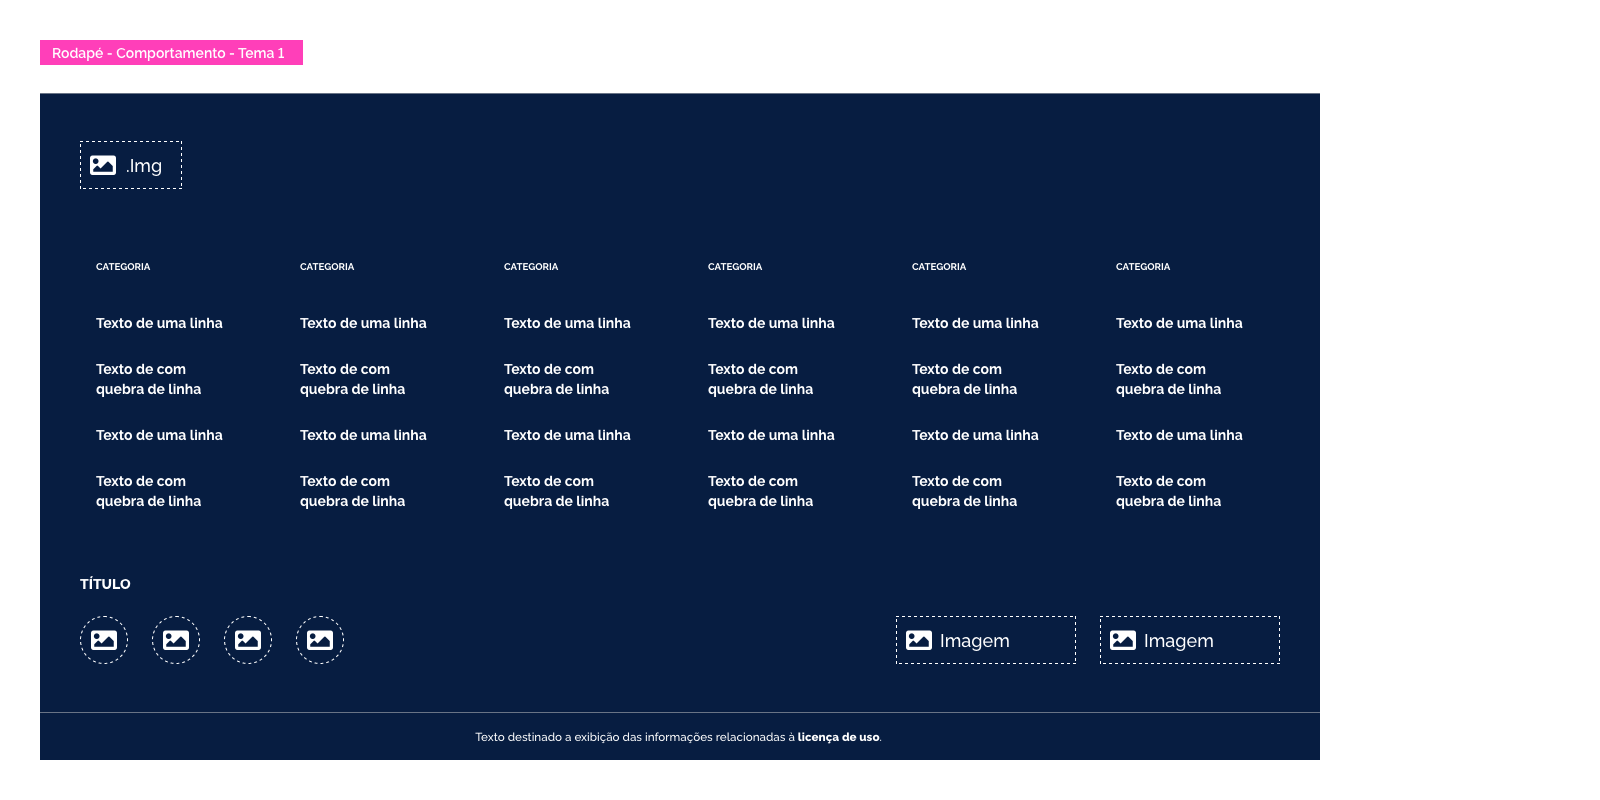 Rodapé - Comportamento - Tema 1
.Img
CATEGORIA CATEGORIA CATEGORIA CATEGORIA CATEGORIA CATEGORIA
Texto de uma linha Texto de uma linha Texto de uma linha Texto de uma linha Texto de uma linha Texto de uma linha
Texto de com Texto de com Texto de com Texto de com Texto de com Texto de com
quebra de linha quebra de linha quebra de linha quebra de linha quebra de linha quebra de linha
Texto de uma linha Texto de uma linha Texto de uma linha Texto de uma linha Texto de uma linha Texto de uma linha
Texto de com Texto de com Texto de com Texto de com Texto de com Texto de com
quebra de linha quebra de linha quebra de linha quebra de linha quebra de linha quebra de linha
TÍTULO
Imagem Imagem
Texto destinado a exibição das informações relacionadas à licença de uso.